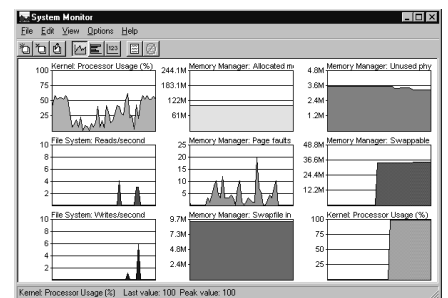 System Monitor
File Edit View Options Help
Kernel: Processor Usage (%)
100
75
50
25
Memory Manager: Allocated m
244.1M
183.1M
122M
61M
Memory Manager: Unused phy
4.8M
3.6M
2.4M
1.2M
File System: Reads/second
10
8
6
4
2
Memory Manager: Page faults
25
20
15
10
5
Memory Manager: Swappable
48.8M
36.6M
24.4M
12.2M
File System: Writes/second
10
8
6
4
2
Memory Manager: Swapfile in
9.7M
7.3M
4.8M
2.4M
Kernel: Processor Usage (%)
100
75
50
25
Kernel: Processor Usage (%) Last value: 100 Peak value: 100